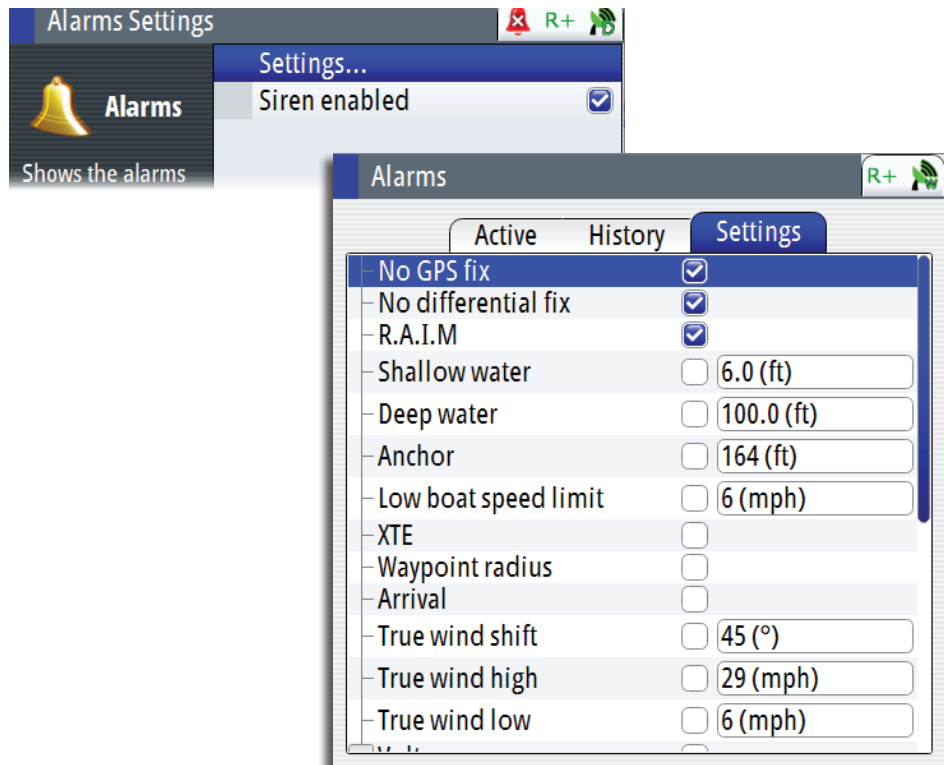 Alarms Settings R+
Settings...
Alarms
Siren enabled
Shows the alarms
Alarms R+
Active History Settings
No GPS fix
No differential fix
R.A.I.M
Shallow water 6.0 (ft)
Deep water 100.0 (ft)
Anchor 164 (ft)
Low boat speed limit 6 (mph)
XTE
Waypoint radius
Arrival
True wind shift 45 (°)
True wind high 29 (mph)
True wind low 6 (mph)